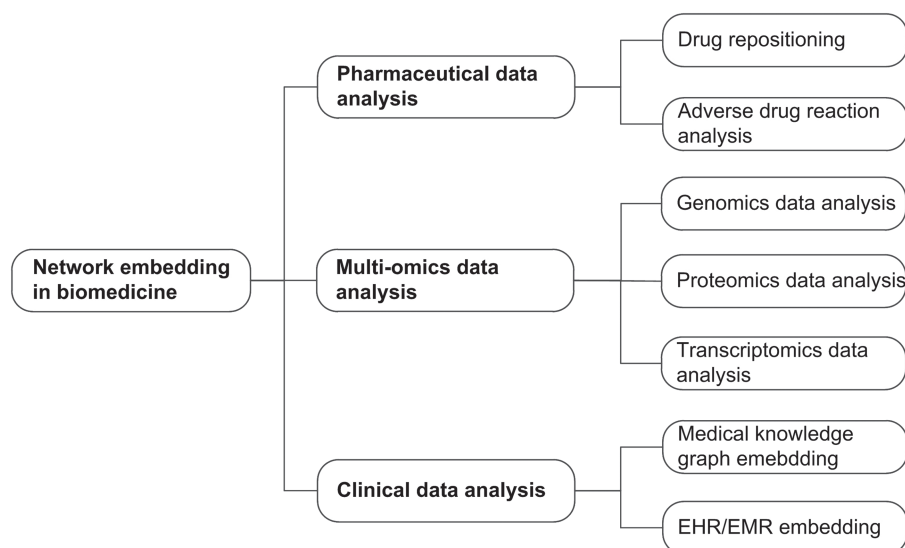 Drug repositioning
Pharmaceutical data
analysis
Adverse drug reaction
analysis
Genomics data analysis
Network embedding
in biomedicine
Multi-omics data
analysis
Proteomics data analysis
Transcriptomics data
analysis
Medical knowledge
graph emebdding
Clinical data analysis
EHR/EMR embedding